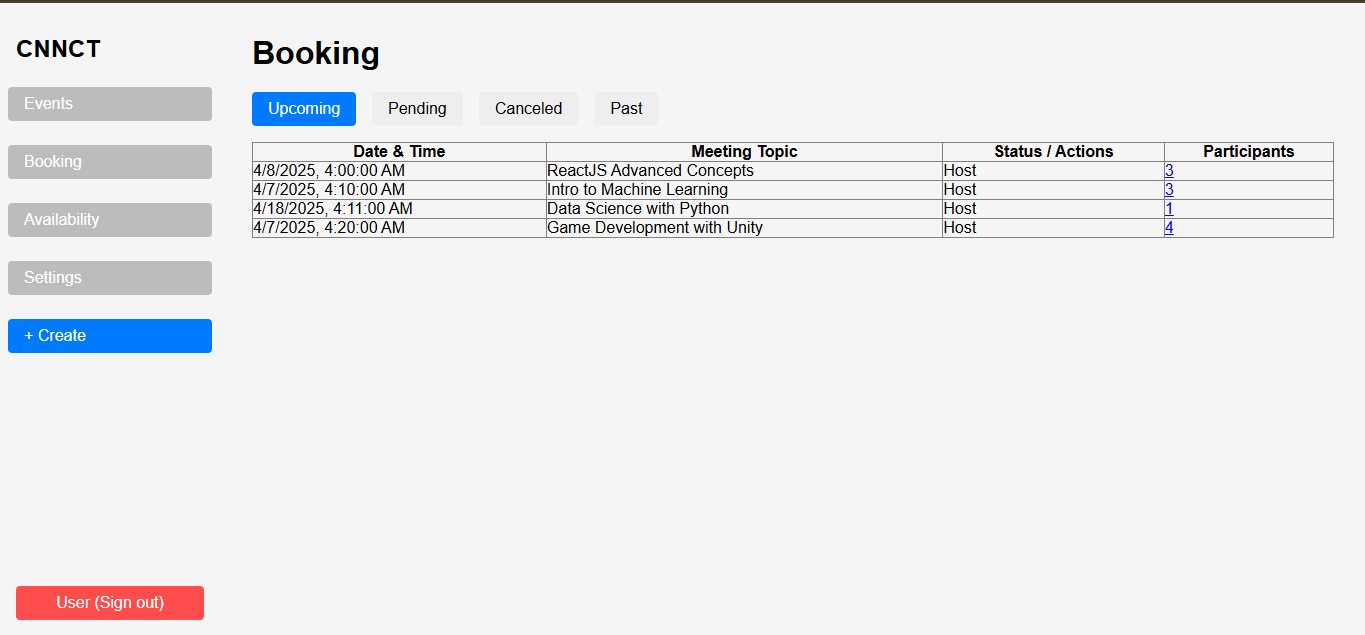 CNNCT
Events
Booking
Availability
Settings
+ Create
User (Sign out)
Booking
Upcoming Pending Canceled Past
Date & Time Meeting Topic Status / Actions Participants
4/8/2025, 4:00:00 AM ReactJS Advanced Concepts Host 3
4/7/2025, 4:10:00 AM Intro to Machine Learning Host 3
4/18/2025, 4:11:00 AM Data Science with Python Host 1
4/7/2025, 4:20:00 AM Game Development with Unity Host 4